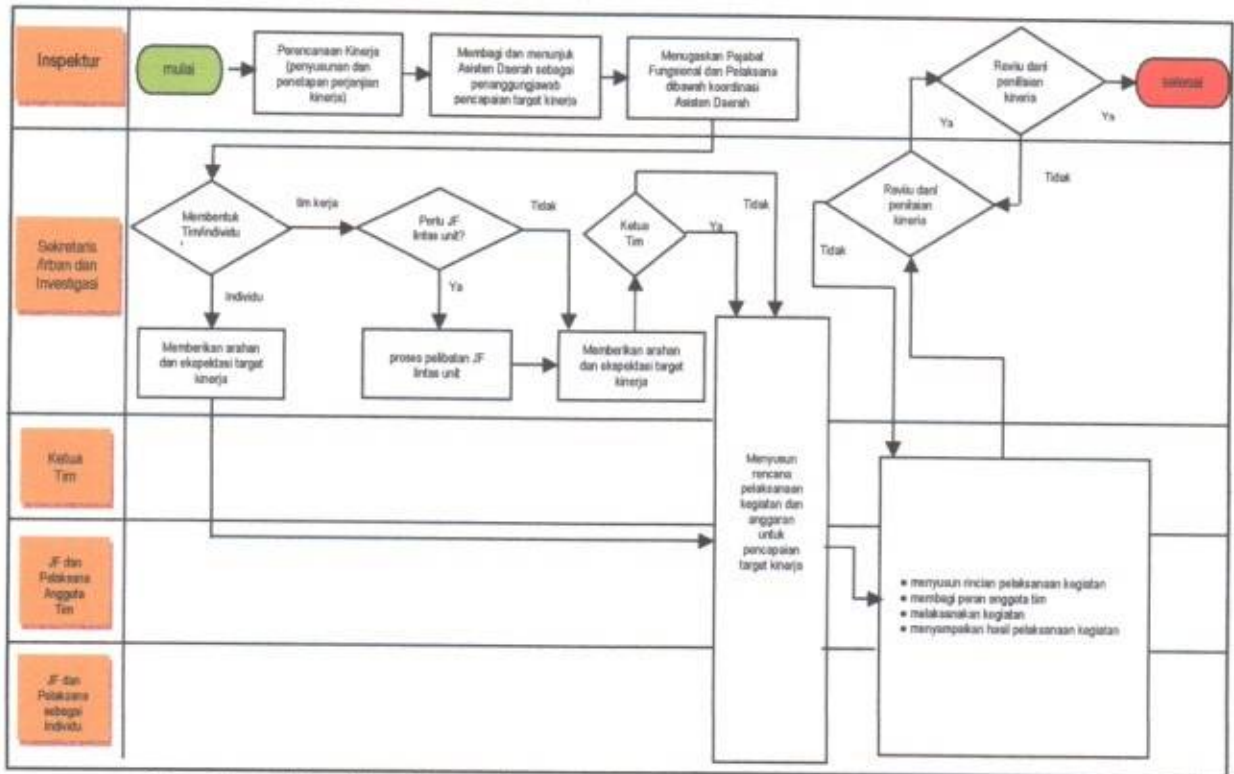 Inspektur
mulai
Perencanaan Kinerja
(penyusunan dan
penetapan perjanjian
kinerja)
Membagi dan menunjuk
Asisten Daerah sebagai
penanggungjawab
pencapaian target kinerja
Menugaskan Pejabat
Fungsional dan Pelaksana
dibawah koordinasi
Asisten Daerah
Reviu danl
penilaian
kinerja
Ya
selesai
Ya
Tidak
Sekretaris
/Irban dan
Investigasi
Membentuk
Tim/individu
tim kerja
Perlu JF
lintas unit?
Tidak
Ketua
Tim
Ya
Tidak
Reviu danl
penilaian
kinerja
Tidak
Individu
Ya
Memberikan arahan
dan ekspektasi target
kinerja
proses pelibatan JF
lintas unit
Memberikan arahan
dan ekspektasi target
kinerja
Ketua
Tim
Menyusun
rencana
pelaksanaan
kegiatan dan
anggaran
untuk
pencapaian
target kinerja
JF dan
Pelaksana
Anggota
Tim
• menyusun rincian pelaksanaan kegiatan
• membagi peran anggota tim
• melaksanakan kegiatan
• menyampaikan hasil pelaksanaan kegiatan
JF dan
Pelaksana
sebagai
Individu